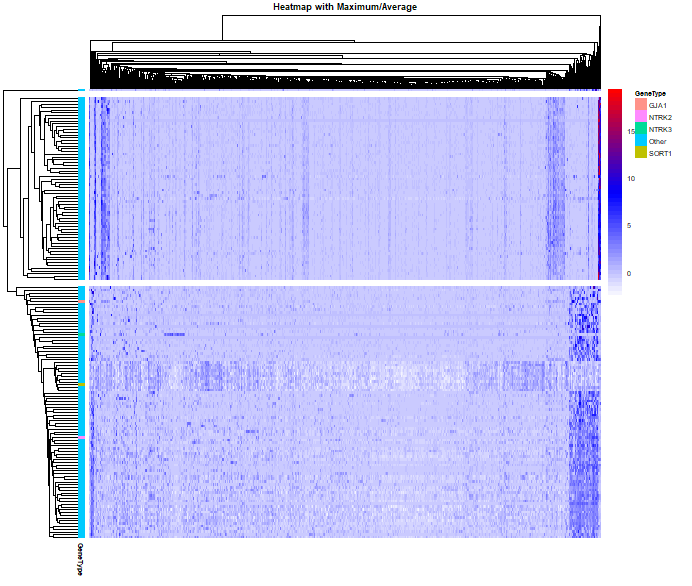 Heatmap with Maximum/Average
GeneType
GJA1
NTRK2
NTRK3
Other
SORT1
15
10
5
0
GeneType